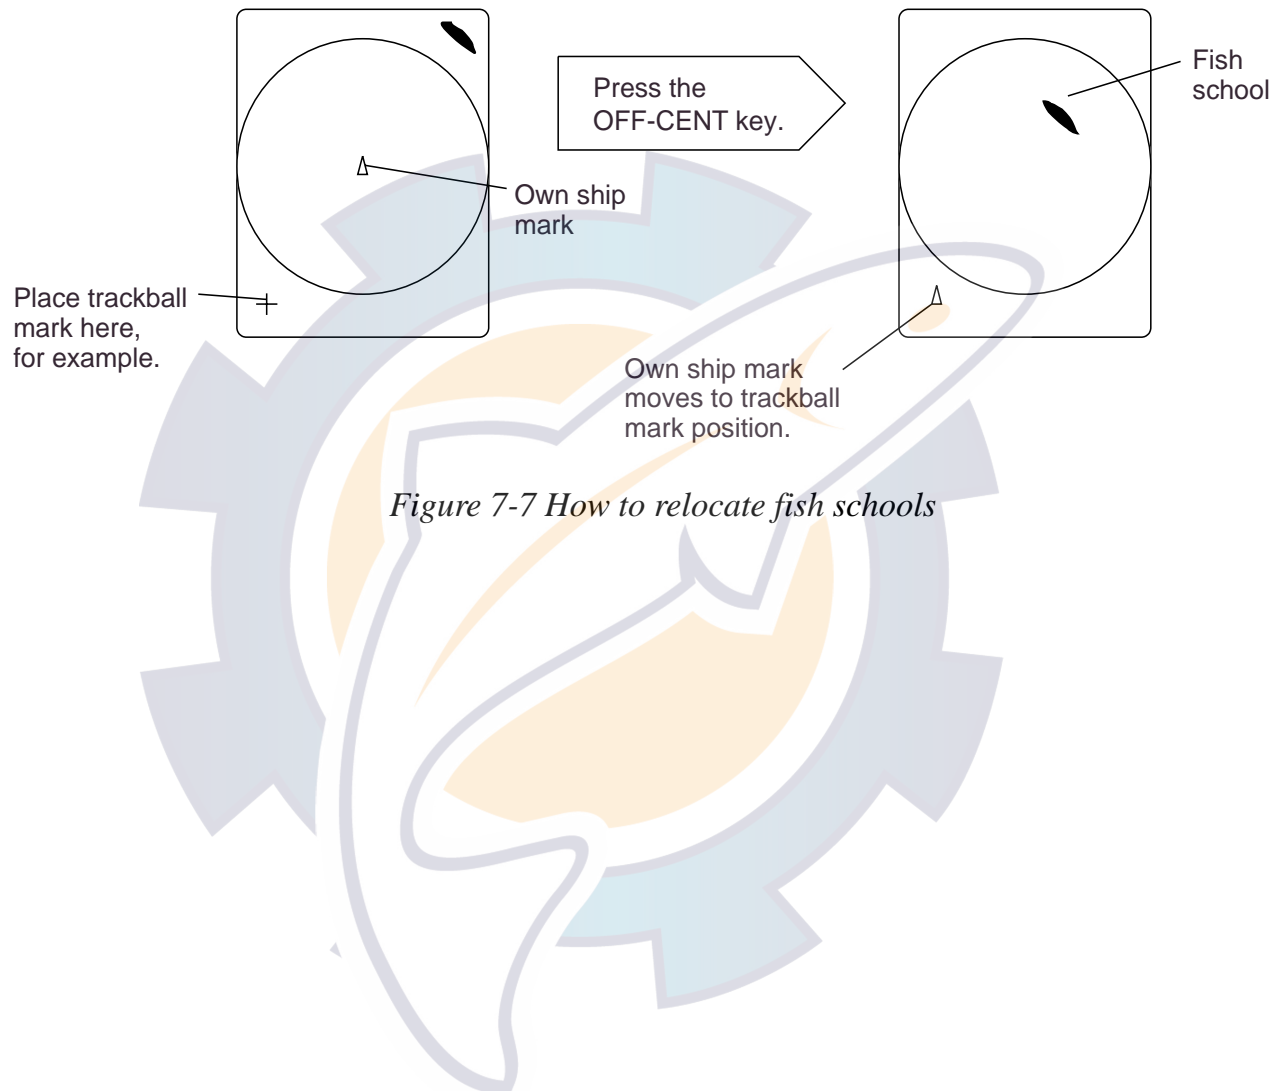 Press the
OFF-CENT key.
Fish
school
Own ship
mark
Place trackball
mark here,
for example.
Own ship mark
moves to trackball
mark position.
Figure 7-7 How to relocate fish schools